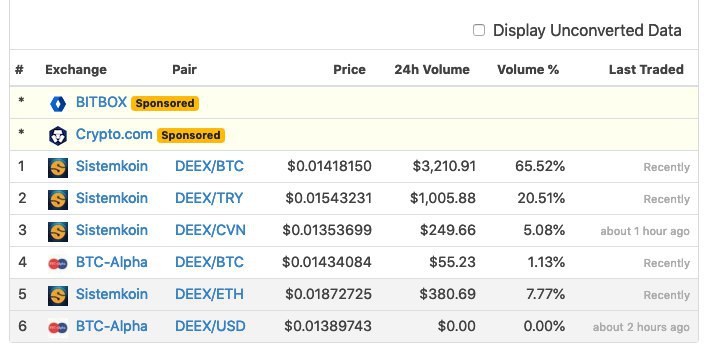 Display Unconverted Data
# Exchange Pair Price 24h Volume Volume % Last Traded
* BITBOX Sponsored
* Crypto.com Sponsored
1 Sistemkoin DEEX/BTC $0.01418150 $3,210.91 65.52% Recently
2 Sistemkoin DEEX/TRY $0.01543231 $1,005.88 20.51% Recently
3 Sistemkoin DEEX/CVN $0.01353699 $249.66 5.08% about 1 hour ago
4 BTC-Alpha DEEX/BTC $0.01434084 $55.23 1.13% Recently
5 Sistemkoin DEEX/ETH $0.01872725 $380.69 7.77% Recently
6 BTC-Alpha DEEX/USD $0.01389743 $0.00 0.00% about 2 hours ago